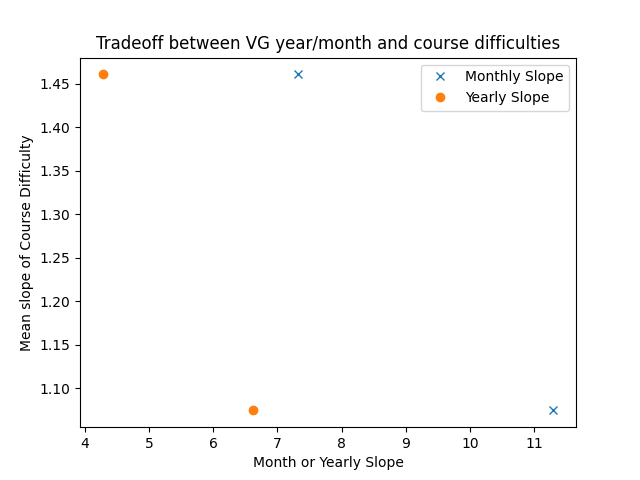 Tradeoff between VG year/month and course difficulties
Monthly Slope
Yearly Slope
Mean slope of Course Difficulty
1.45
1.40
1.35
1.30
1.25
1.20
1.15
1.10
4 5 6 7 8 9 10 11
Month or Yearly Slope